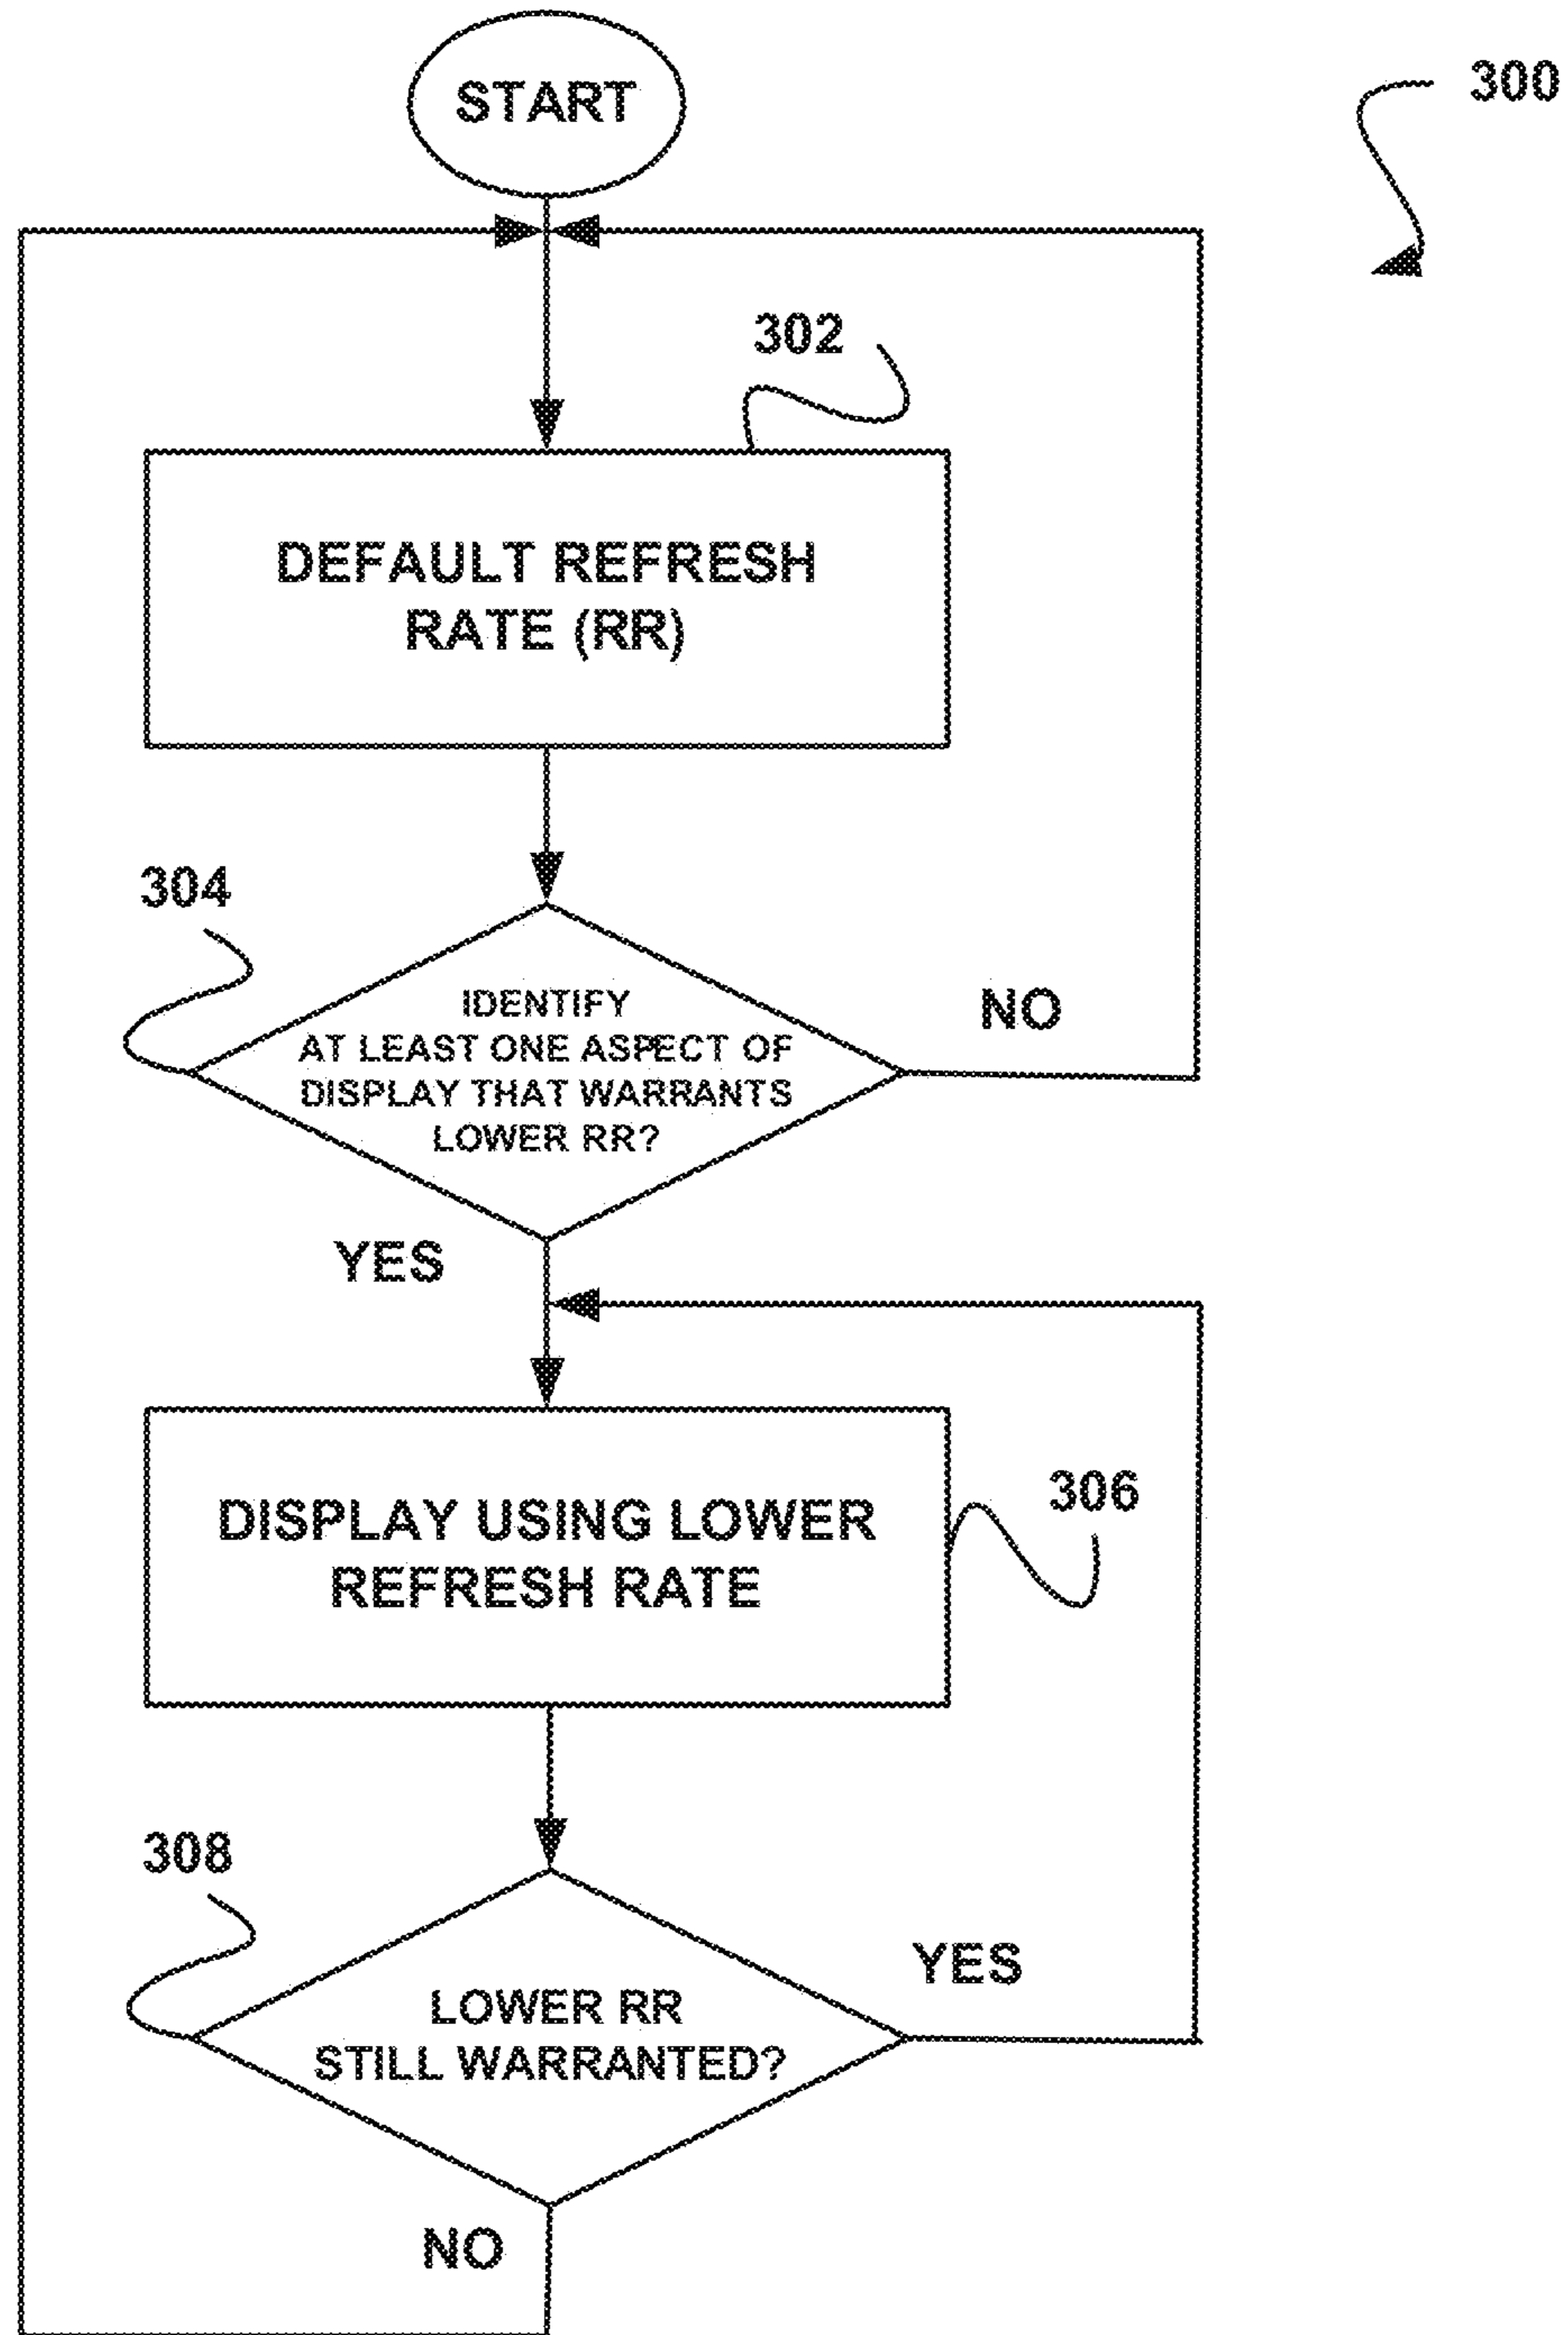 START
300
302
DEFAULT REFRESH
RATE (RR)
304
IDENTIFY
AT LEAST ONE ASPECT OF
DISPLAY THAT WARRANTS
LOWER RR?
NO
YES
DISPLAY USING LOWER
REFRESH RATE
306
308
LOWER RR
STILL WARRANTED?
YES
NO